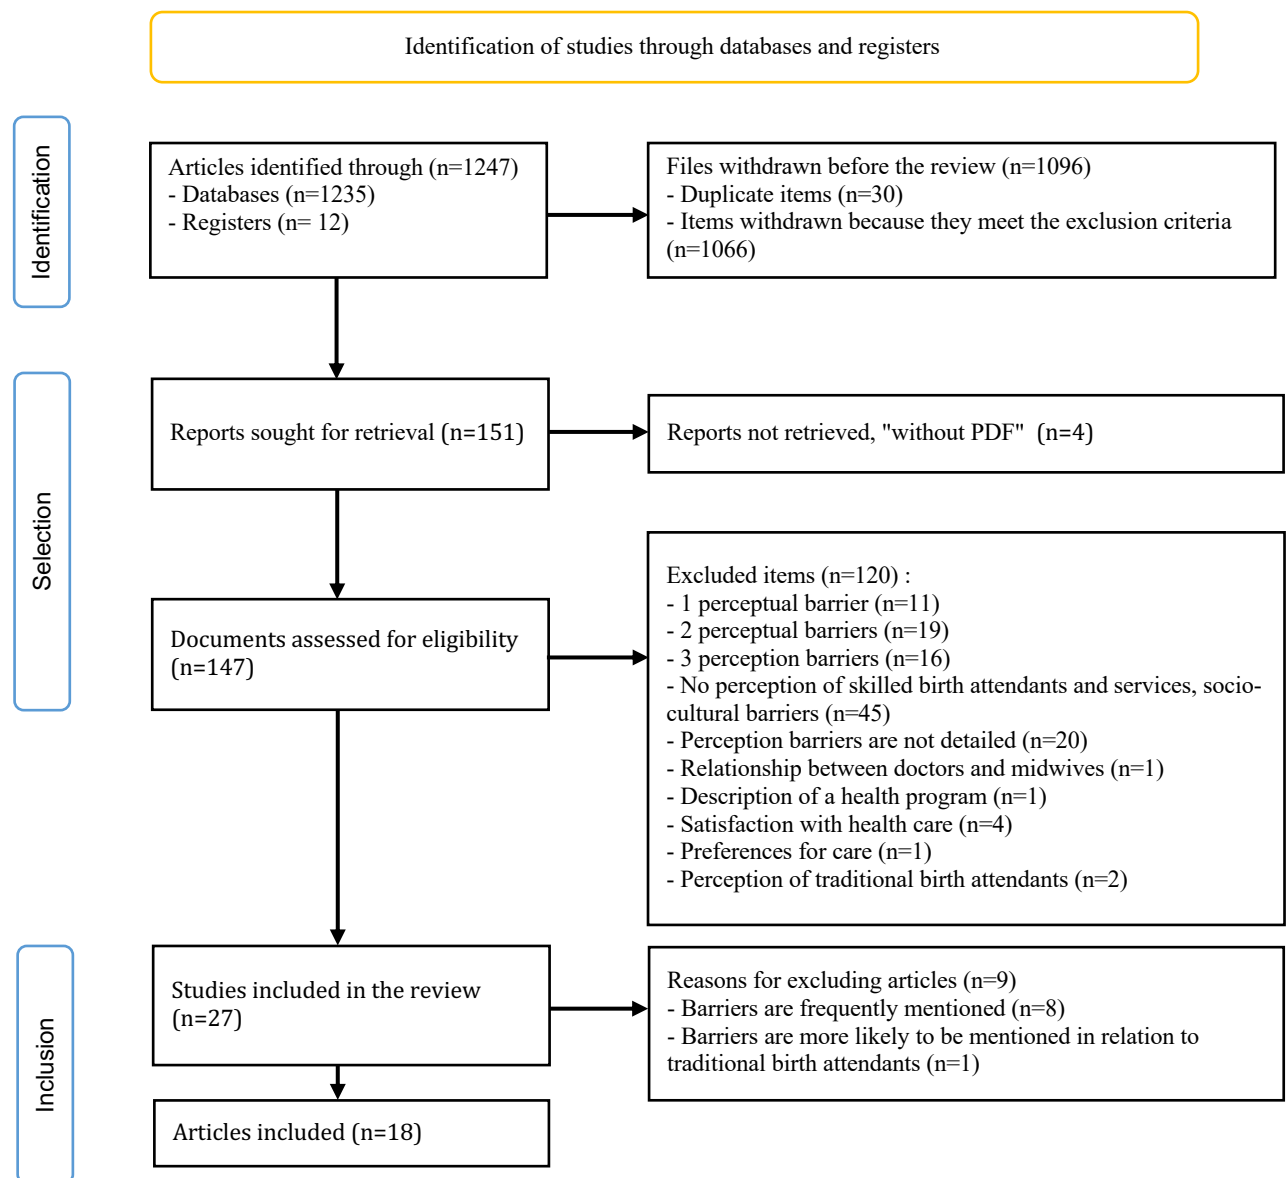 Identification of studies through databases and registers
Identification
Articles identified through (n=1247)
- Databases (n=1235)
- Registers (n= 12)
Files withdrawn before the review (n=1096)
- Duplicate items (n=30)
- Items withdrawn because they meet the exclusion criteria
(n=1066)
Selection
Reports sought for retrieval (n=151)
Reports not retrieved, "without PDF" (n=4)
Documents assessed for eligibility
(n=147)
Excluded items (n=120) :
- 1 perceptual barrier (n=11)
- 2 perceptual barriers (n=19)
- 3 perception barriers (n=16)
- No perception of skilled birth attendants and services, socio-
cultural barriers (n=45)
- Perception barriers are not detailed (n=20)
- Relationship between doctors and midwives (n=1)
- Description of a health program (n=1)
- Satisfaction with health care (n=4)
- Preferences for care (n=1)
- Perception of traditional birth attendants (n=2)
Inclusion
Studies included in the review
(n=27)
Reasons for excluding articles (n=9)
- Barriers are frequently mentioned (n=8)
- Barriers are more likely to be mentioned in relation to
traditional birth attendants (n=1)
Articles included (n=18)